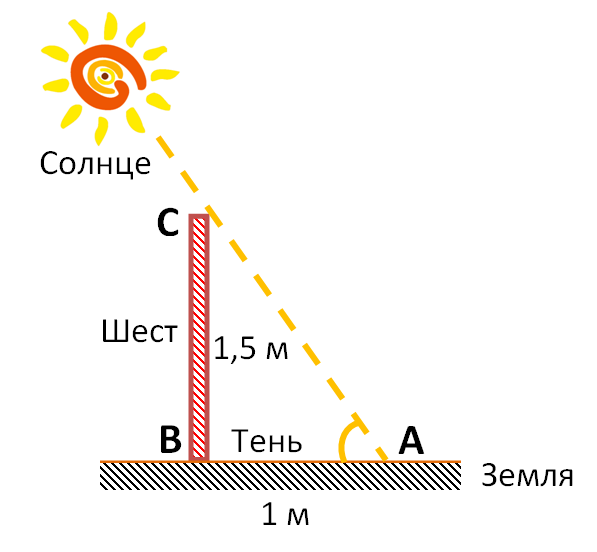 Солнце
C
Шест
1,5 м
B
Тень
A
Земля
1 м